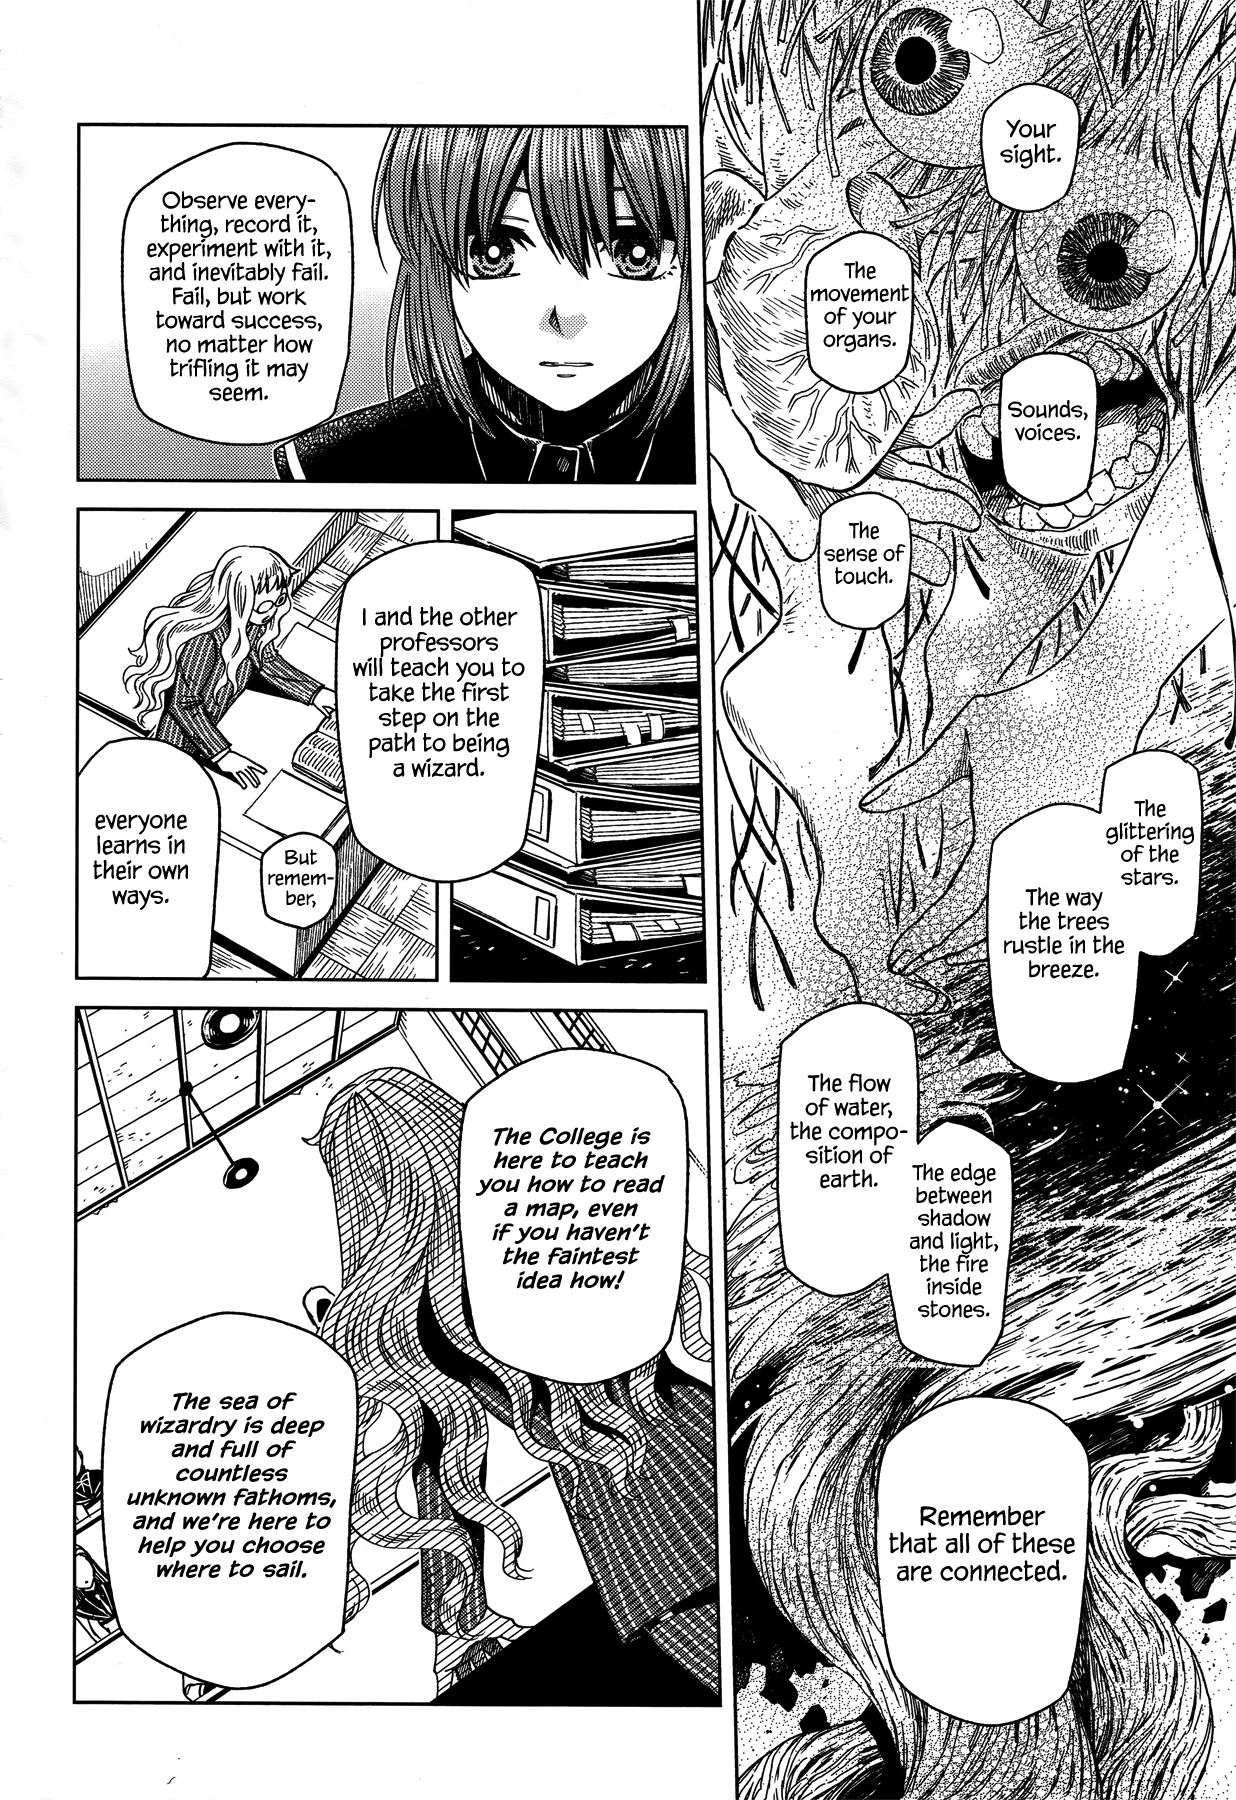 Your
sight.
The
movement
of your
organs.
Sounds,
voices.
The
sense of
touch.
The
glittering
of the
stars.
The way
the trees
rustle in the
breeze.
The flow
of water,
the compo-
sition of
earth.
The edge
between
shadow
and light,
the fire
inside
stones.
Remember
that all of these
are connected.
Observe every-
thing, record it,
experiment with it,
and inevitably fail.
Fail, but work
toward success,
no matter how
trifling it may
seem.
I and the other
professors
will teach you to
take the first
step on the
path to being
a wizard.
But
remem-
ber,
everyone
learns in
their own
ways.
The College is
here to teach
you how to read
a map, even
if you haven't
the faintest
idea how!
The sea of
wizardry is deep
and full of
countless
unknown fathoms,
and we're here to
help you choose
where to sail.